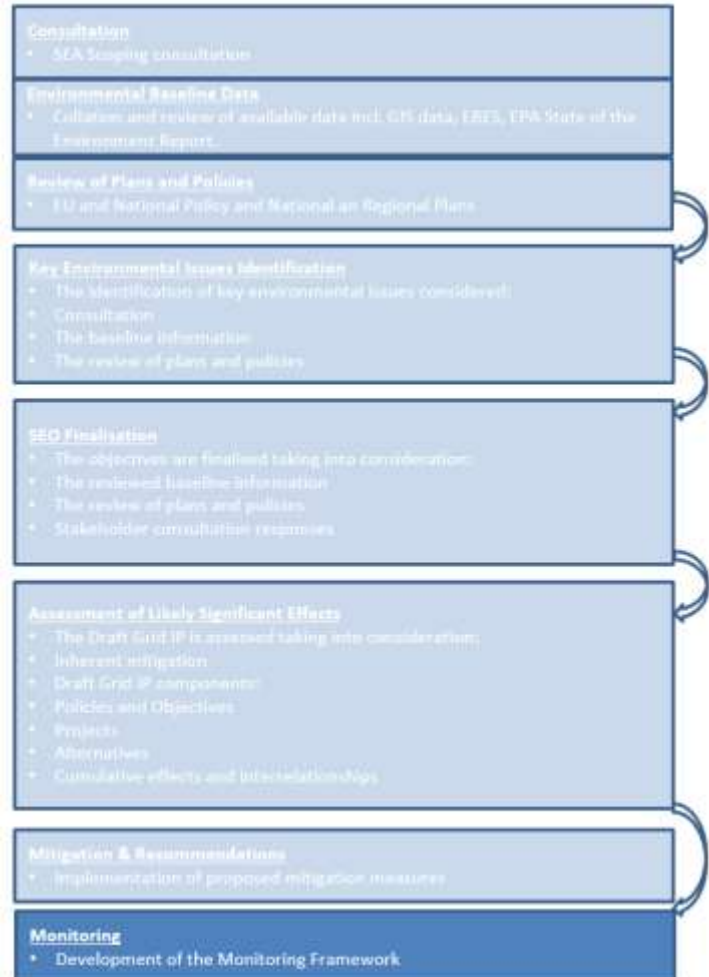 Consultation
• SEA Scoping consultation
Environmental Baseline Data
• Collation and review of available data incl. GIS data, ERES, EPA State of the
Environment Report.
Review of Plans and Policies
• EU and National Policy and National an Regional Plans
Key Environmental Issues Identification
• The identification of key environmental issues considered:
• Consultation
• The baseline information
• The review of plans and policies
SEO Finalisation
• The objectives are finalised taking into consideration:
• The reviewed baseline information
• The review of plans and policies
• Stakeholder consultation responses
Assessment of Likely Significant Effects
• The Draft Grid IP is assessed taking into consideration:
• Inherent mitigation
• Draft Grid IP components:
• Policies and Objectives
• Projects
• Alternatives
• Cumulative effects and interrelationships
Mitigation & Recommendations
• Implementation of proposed mitigation measures
Monitoring
• Development of the Monitoring Framework